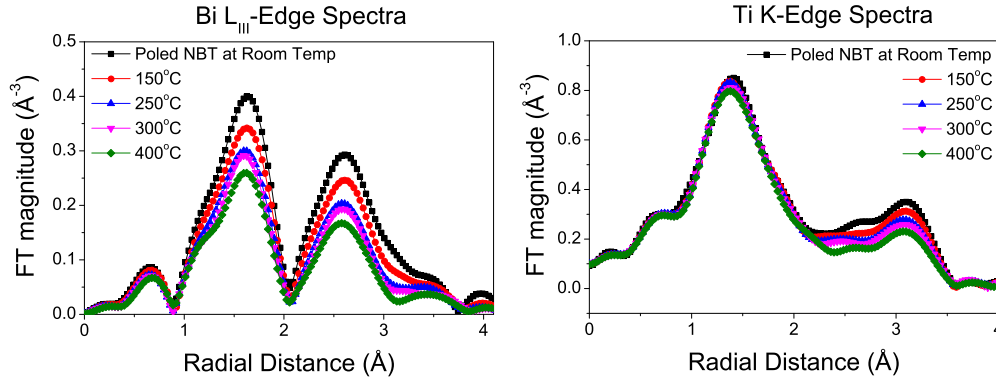 Bi L_III-Edge Spectra
FT magnitude (Å⁻³)
0.5
0.4
0.3
0.2
0.1
0.0
Poled NBT at Room Temp
150°C
250°C
300°C
400°C
0 1 2 3 4
Radial Distance (Å)
Ti K-Edge Spectra
FT magnitude (Å⁻³)
1.0
0.8
0.6
0.4
0.2
0.0
Poled NBT at Room Temp
150°C
250°C
300°C
400°C
0 1 2 3 4
Radial Distance (Å)